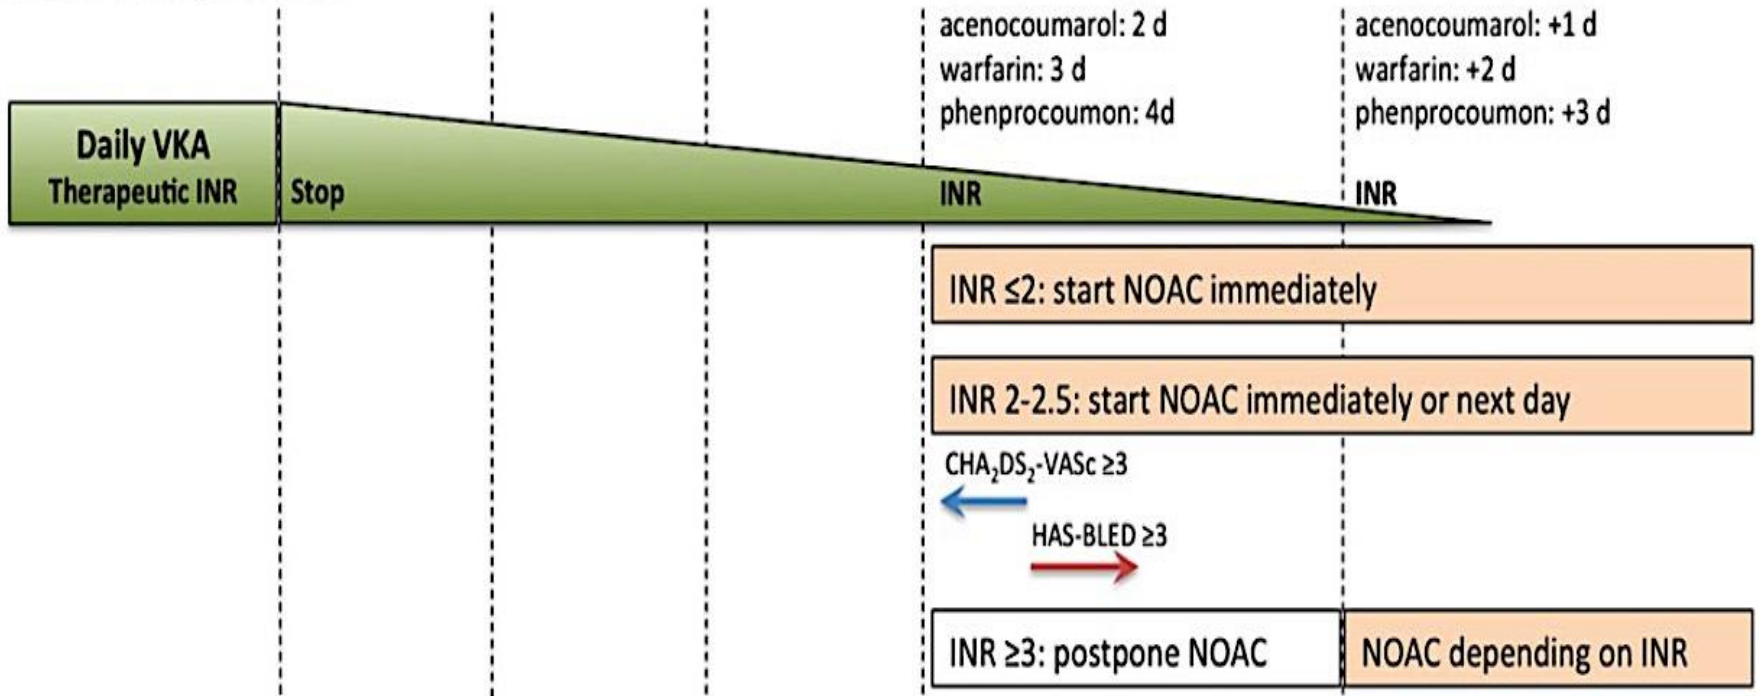 acenocoumarol: 2 d
warfarin: 3 d
phenprocoumon: 4d
acenocoumarol: +1 d
warfarin: +2 d
phenprocoumon: +3 d
Daily VKA
Therapeutic INR
Stop
INR
INR
INR ≤2: start NOAC immediately
INR 2-2.5: start NOAC immediately or next day
CHA₂DS₂-VASc ≥3
HAS-BLED ≥3
INR ≥3: postpone NOAC
NOAC depending on INR